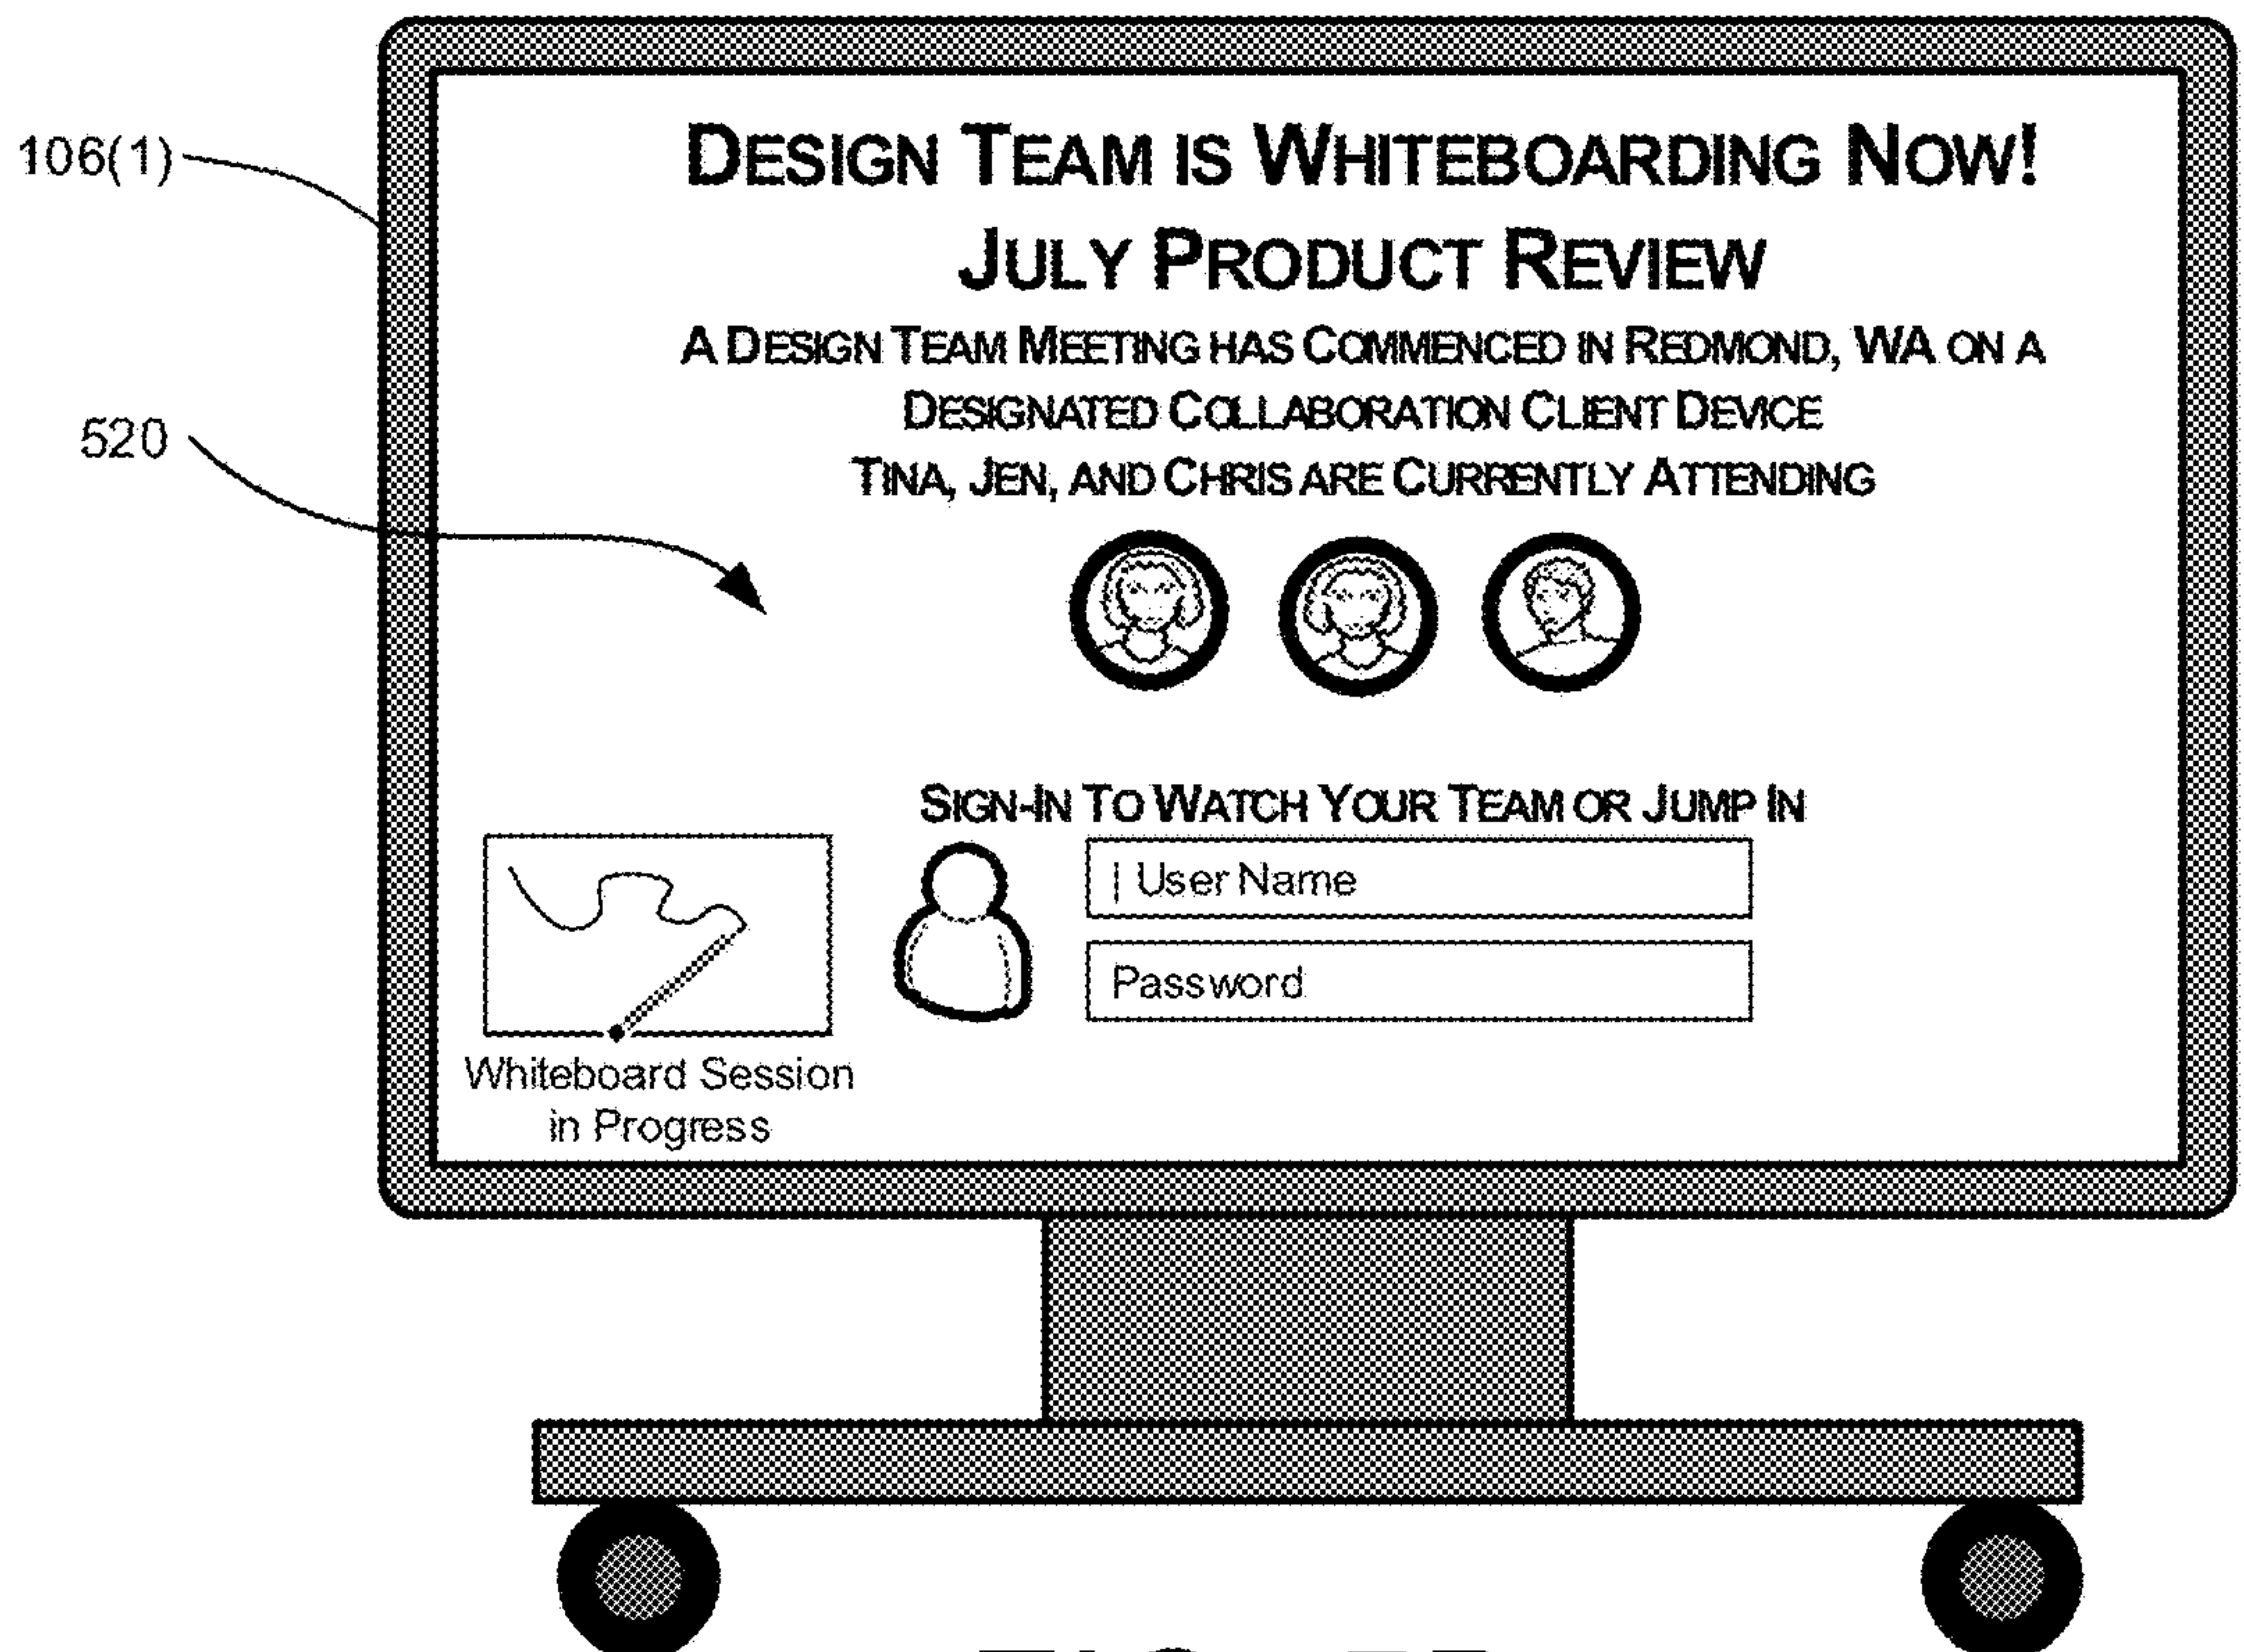 DESIGN TEAM IS WHITEBOARDING NOW!
JULY PRODUCT REVIEW
A DESIGN TEAM MEETING HAS COMMENCED IN REDMOND, WA ON A
DESIGNATED COLLABORATION CLIENT DEVICE
TINA, JEN, AND CHRIS ARE CURRENTLY ATTENDING
106(1)
520
SIGN-IN TO WATCH YOUR TEAM OR JUMP IN
| User Name
Password
Whiteboard Session
in Progress